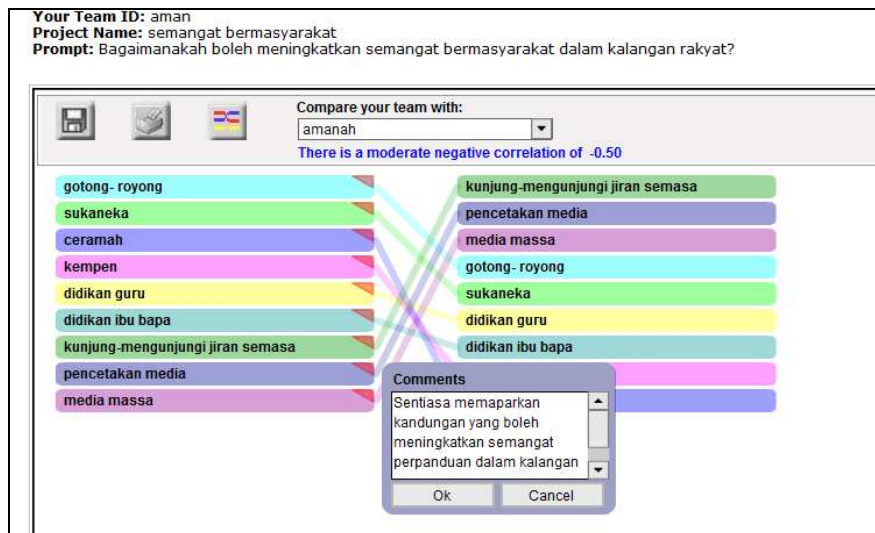 Your Team ID: aman
Project Name: semangat bermasyarakat
Prompt: Bagaimanakah boleh meningkatkan semangat bermasyarakat dalam kalangan rakyat?
Compare your team with:
amanah
There is a moderate negative correlation of -0.50
gotong- royong
sukaneka
ceramah
kempen
didikan guru
didikan ibu bapa
kunjung-mengunjungi jiran semasa
pencetakan media
media massa
kunjung-mengunjungi jiran semasa
pencetakan media
media massa
gotong- royong
sukaneka
didikan guru
didikan ibu bapa
Comments
Sentiasa memaparkan
kandungan yang boleh
meningkatkan semangat
perpanduan dalam kalangan
Ok
Cancel